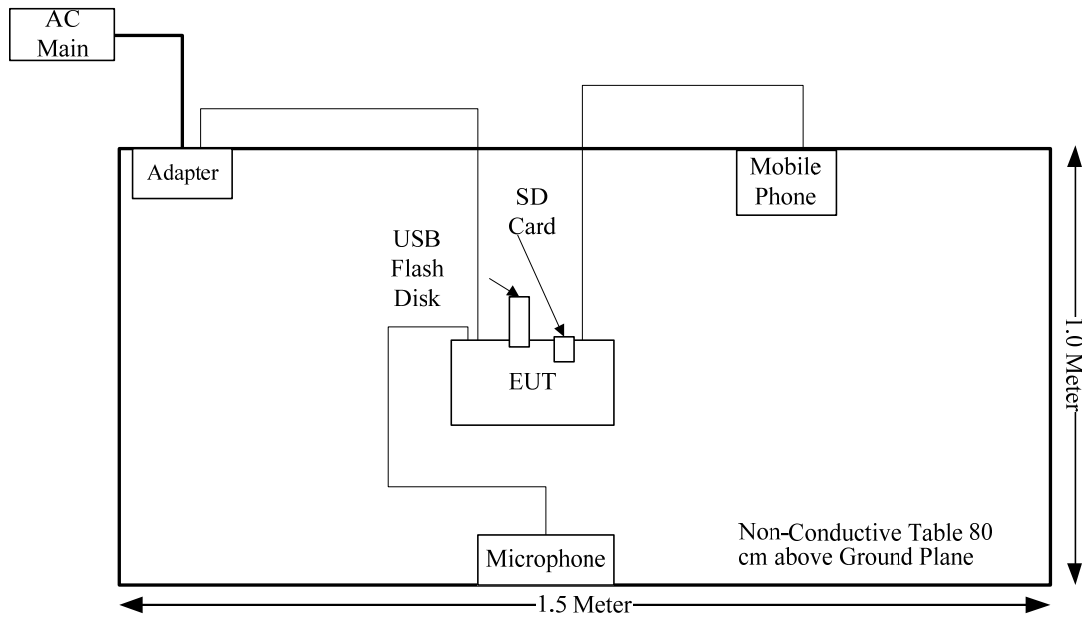 AC
Main
Adapter
Mobile
Phone
SD
Card
USB
Flash
Disk
EUT
1.0 Meter
Non-Conductive Table 80
cm above Ground Plane
Microphone
1.5 Meter